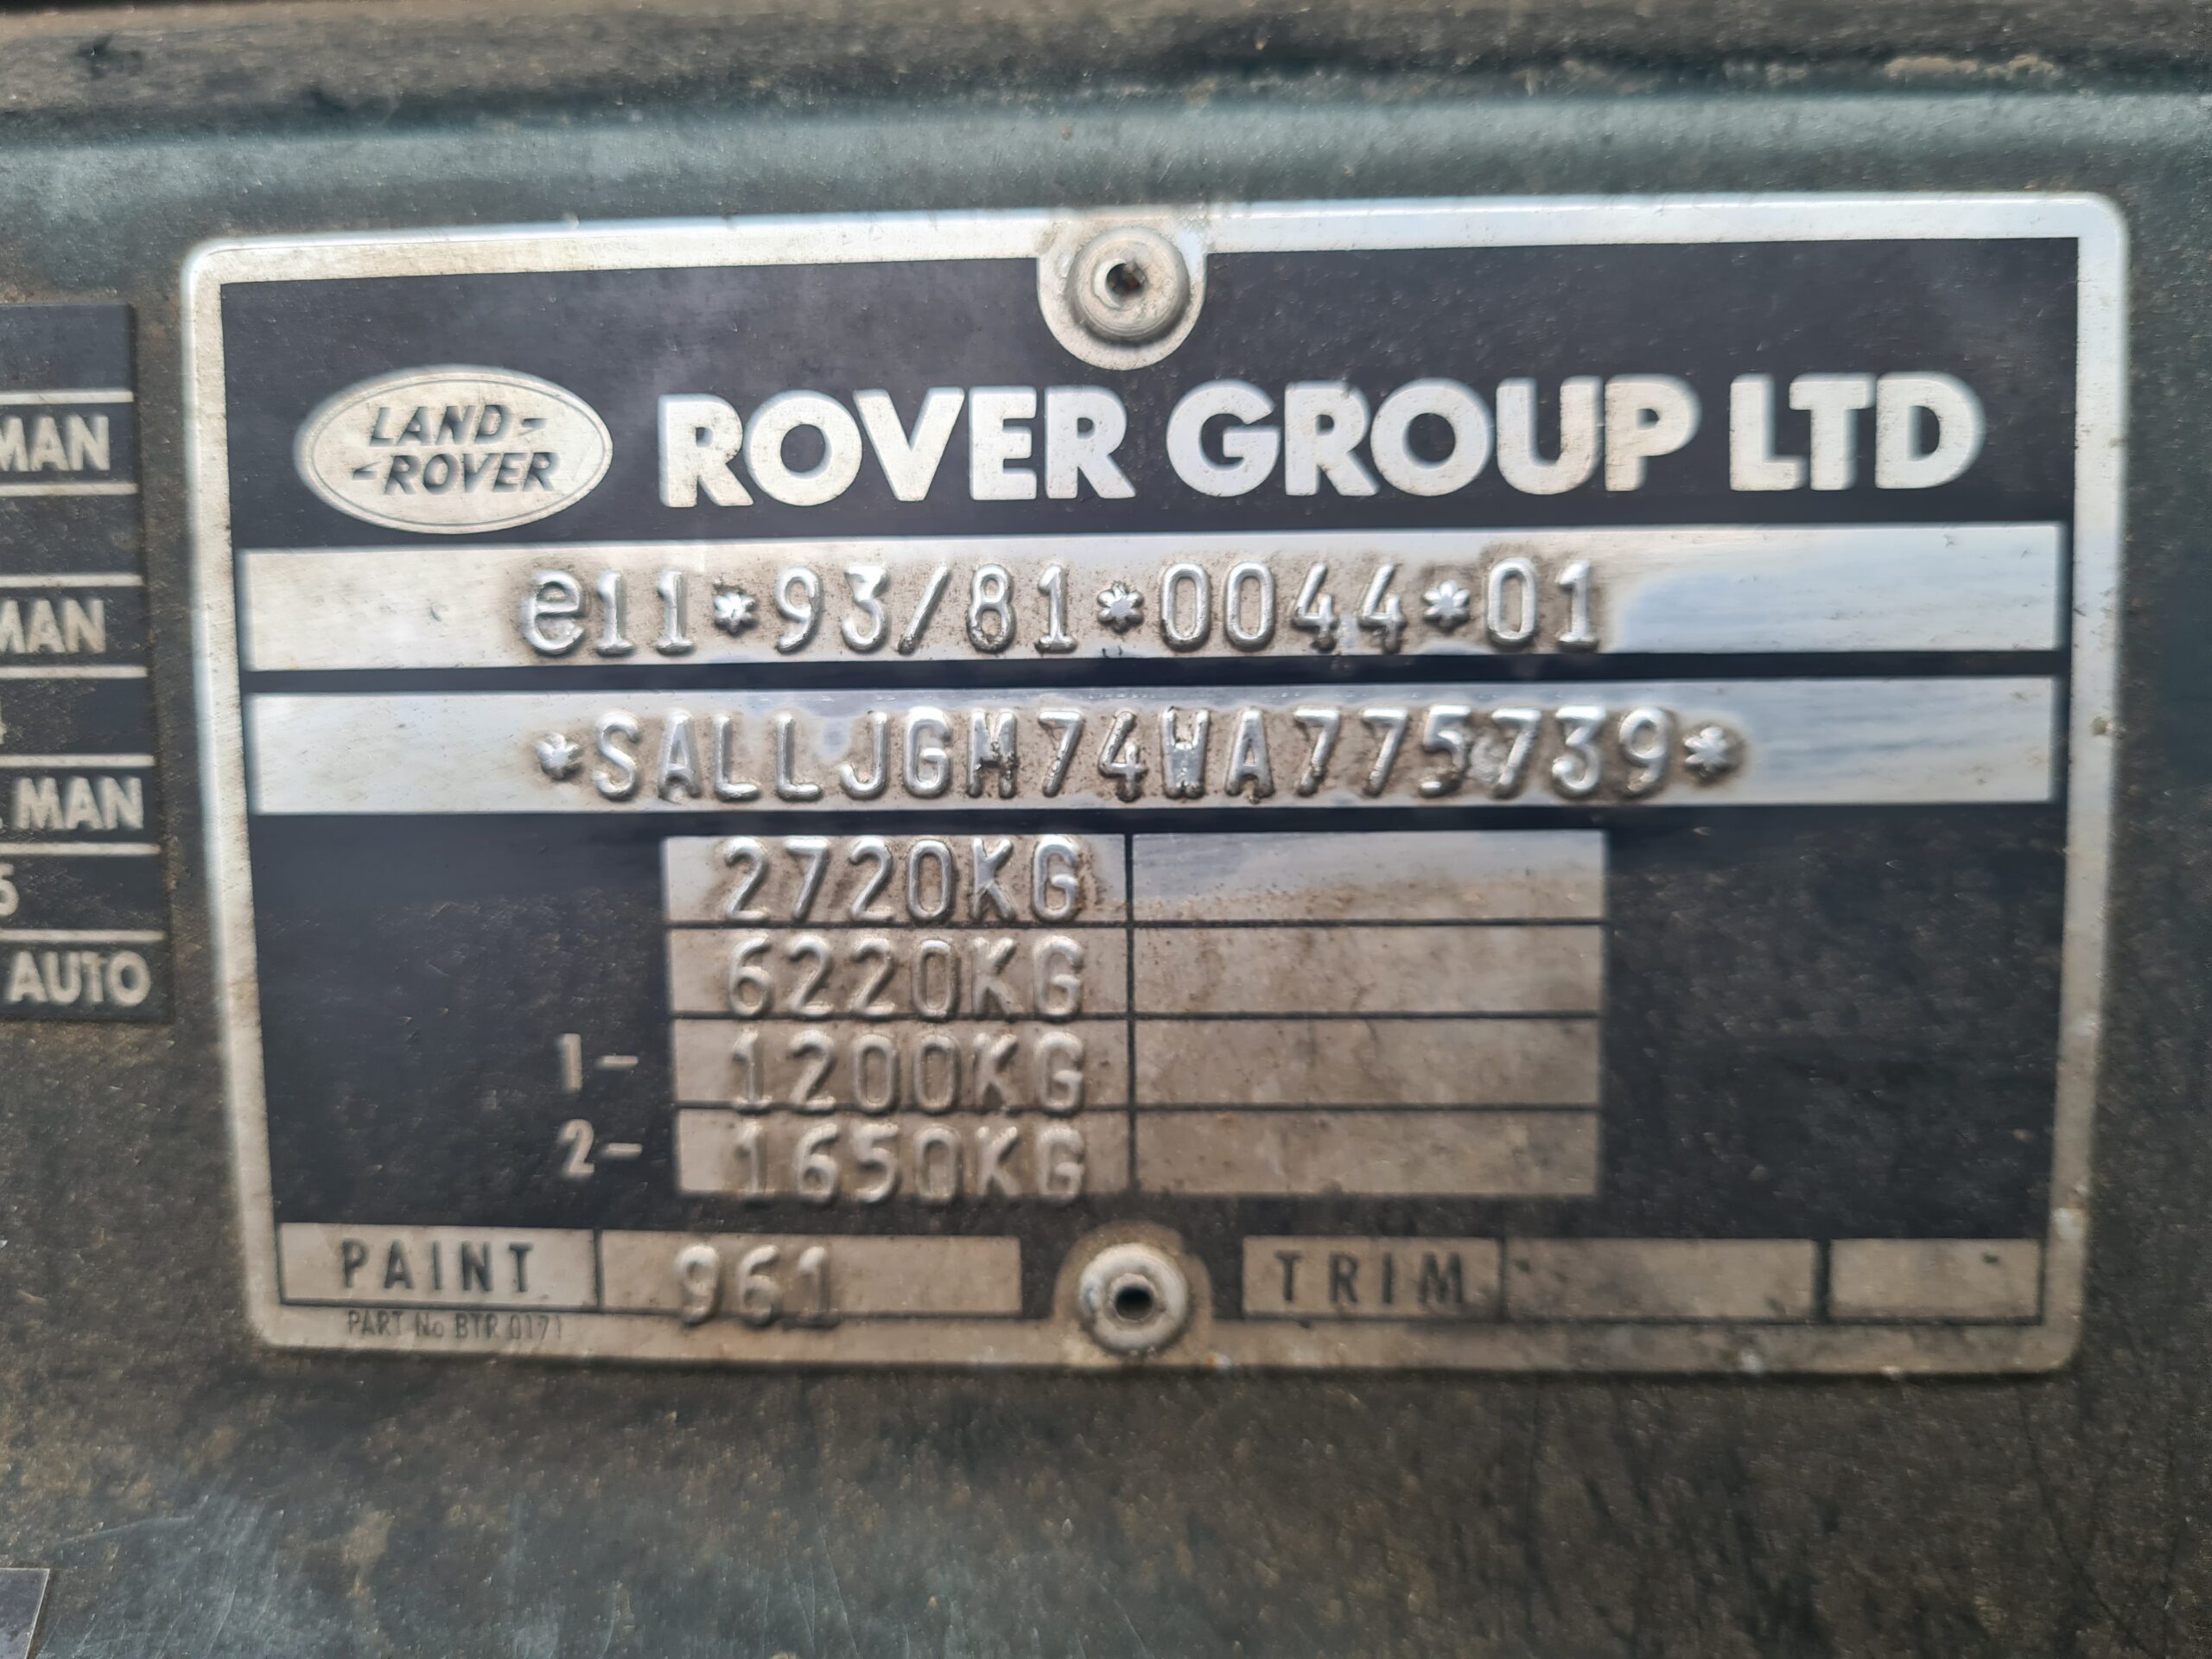 LAND-
-ROVER
ROVER GROUP LTD
e11*93/81*0044*01
*SALLJGM74WA775739*
2720KG
6220KG
1- 1200KG
2- 1650KG
PAINT 961 TRIM
PART No BTR 0171
MAN
MAN
MAN
AUTO